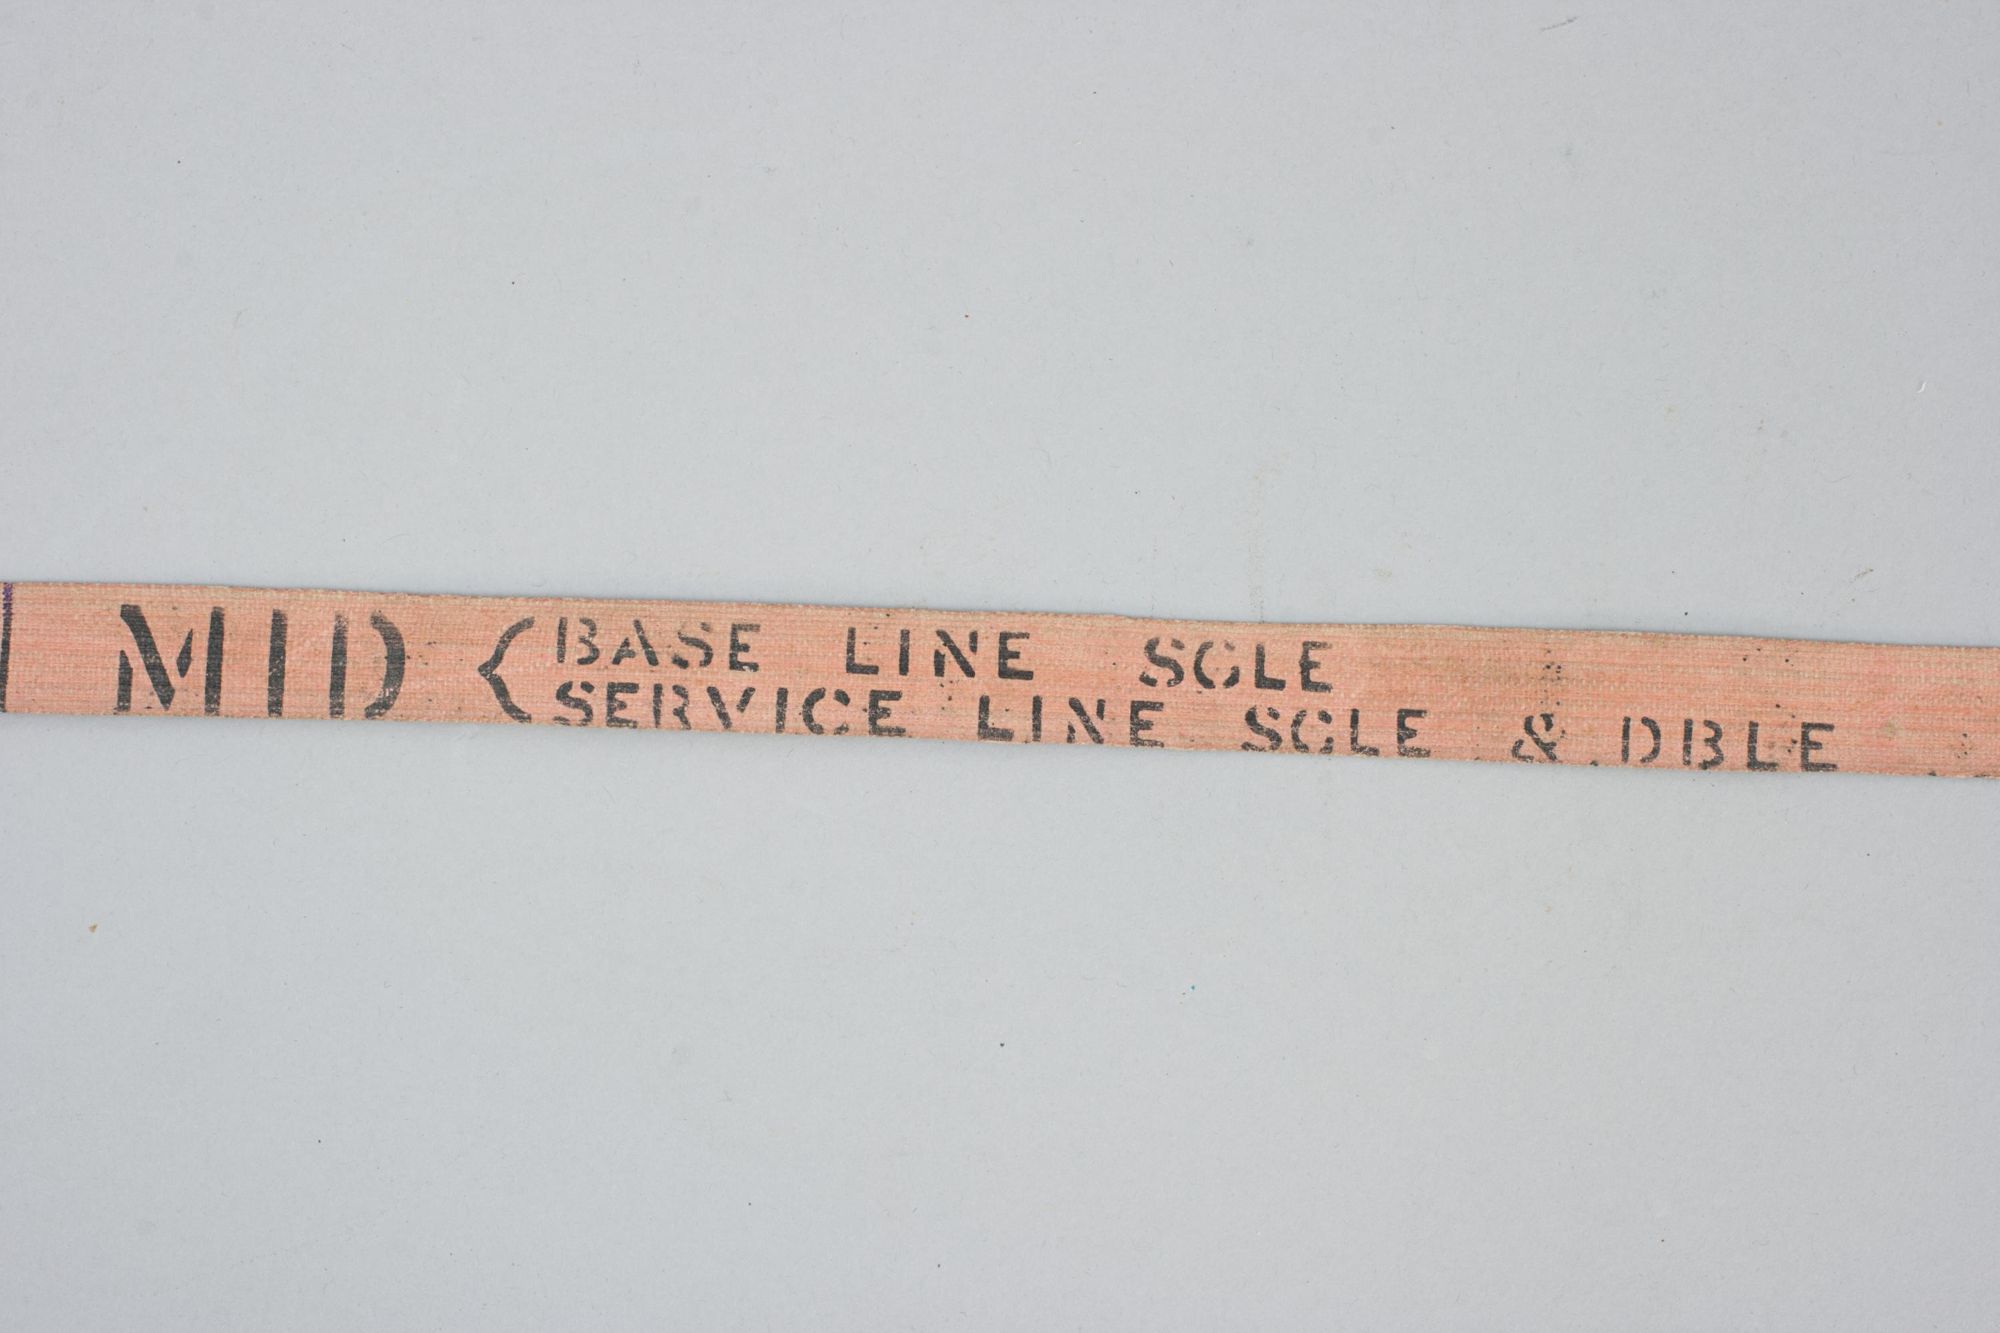 MID { BASE LINE SGLE
SERVICE LINE SGLE & DBLE